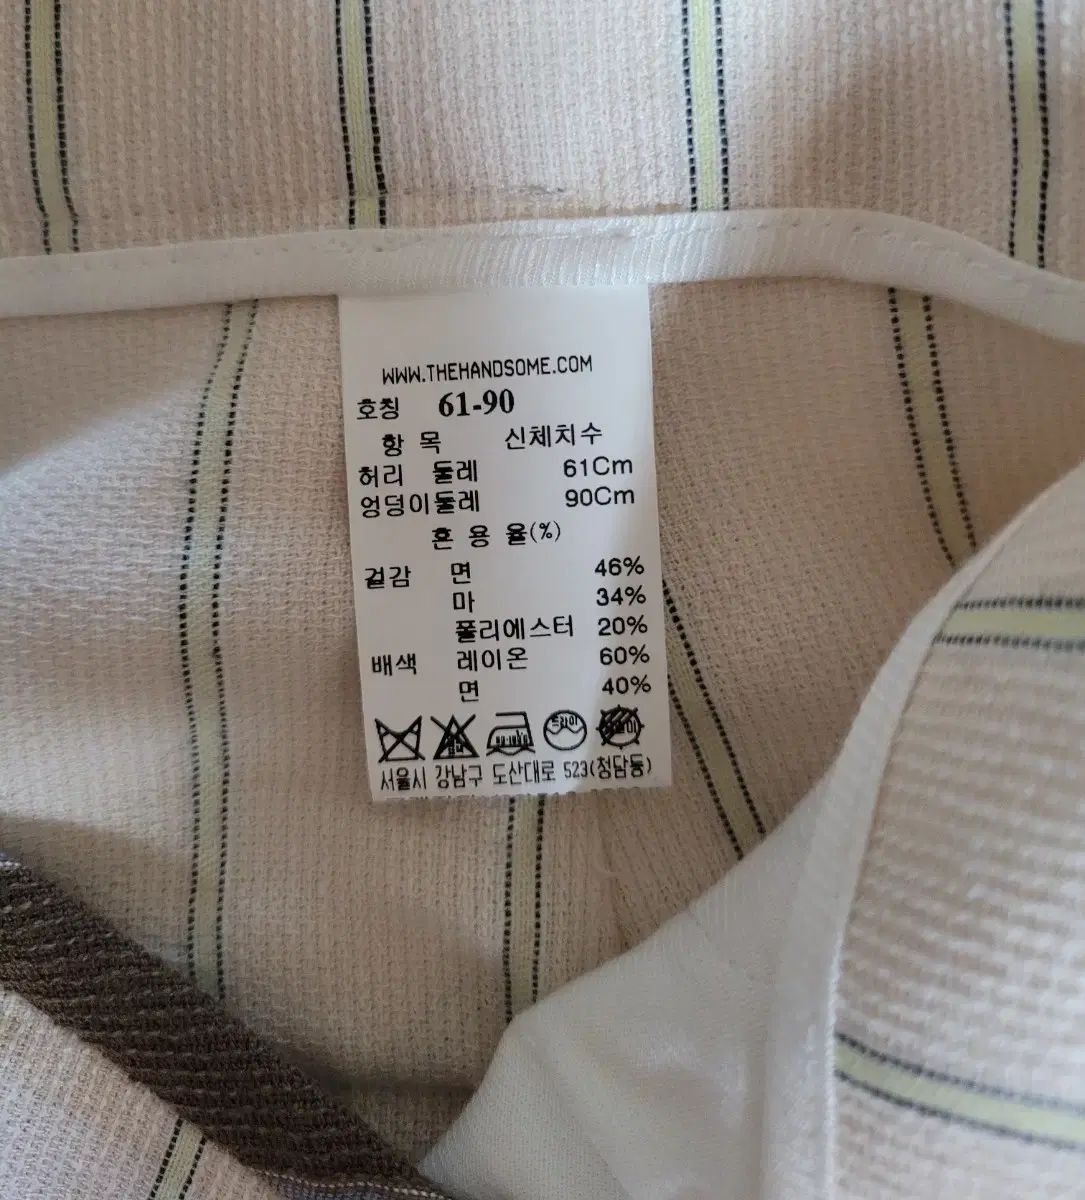 WWW.THEHANDSOME.COM
호칭 61-90
항 목 신체치수
허리 둘레 61Cm
엉덩이둘레 90Cm
혼 용 율(%)
겉감 면 46%
마 34%
폴리에스터 20%
배색 레이온 60%
면 40%
드라이
서울시 강남구 도산대로 523(청담동)